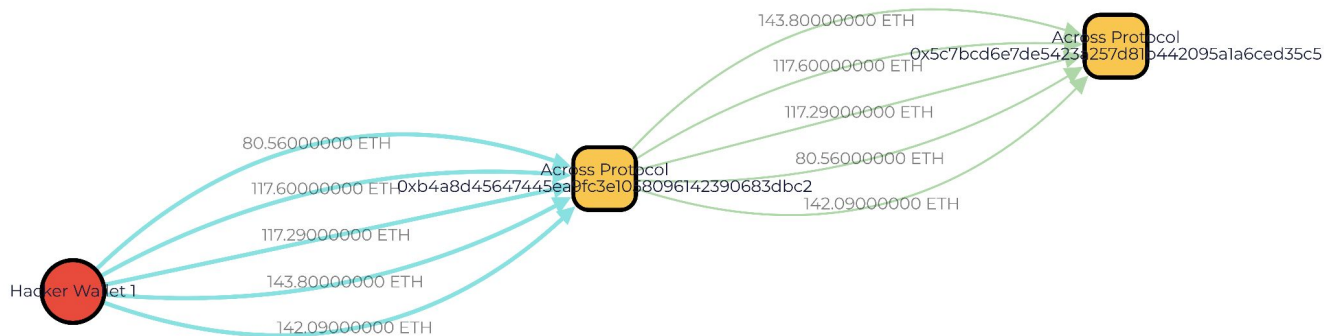 143.80000000 ETH
Across Protocol
0x5c7bcd6e7de5423a257d81b442095a1a6ced35c5
117.60000000 ETH
117.29000000 ETH
80.56000000 ETH
142.09000000 ETH
80.56000000 ETH
Across Protocol
0xb4a8d45647445ea9fc3e1058096142390683dbc2
117.60000000 ETH
117.29000000 ETH
143.80000000 ETH
142.09000000 ETH
Hacker Wallet 1